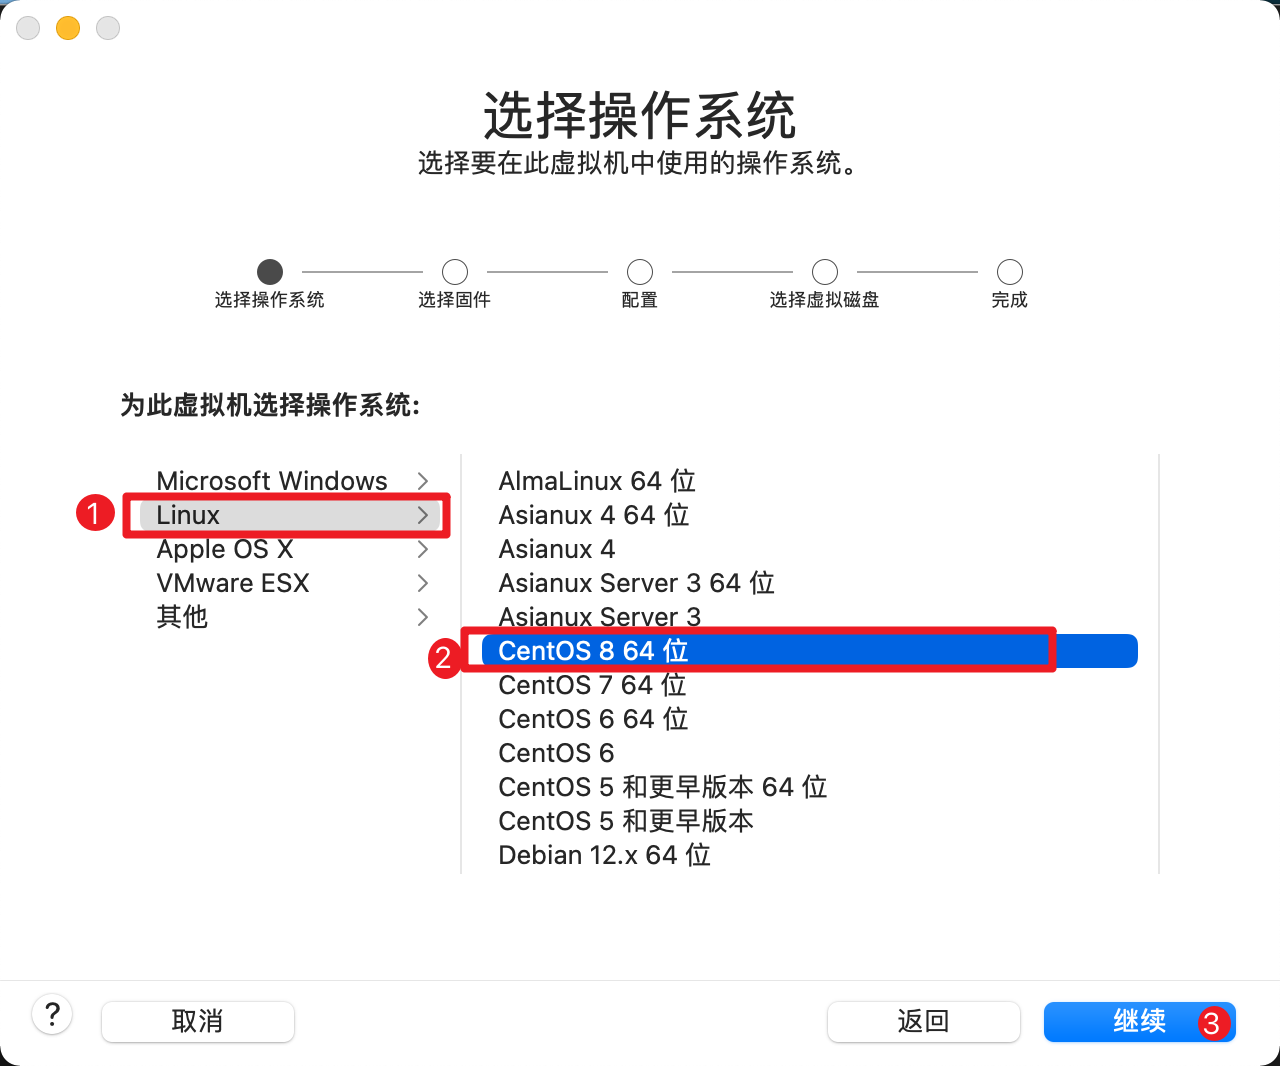 选择操作系统
选择要在此虚拟机中使用的操作系统。
选择操作系统
选择固件
配置
选择虚拟磁盘
完成
为此虚拟机选择操作系统:
Microsoft Windows
1
Linux
Apple OS X
VMware ESX
其他
AlmaLinux 64 位
Asianux 4 64 位
Asianux 4
Asianux Server 3 64 位
Asianux Server 3
2
CentOS 8 64 位
CentOS 7 64 位
CentOS 6 64 位
CentOS 6
CentOS 5 和更早版本 64 位
CentOS 5 和更早版本
Debian 12.x 64 位
?
取消
返回
继续
3